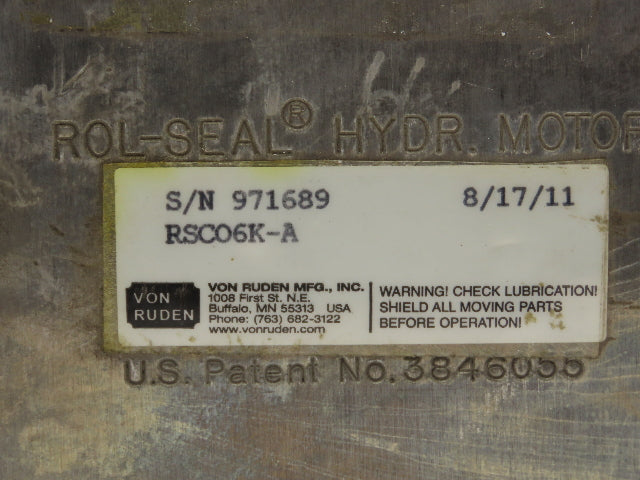 ROL-SEAL® HYDR. MOTOR
S/N 971689 8/17/11
RSC06K-A
VON RUDEN
VON RUDEN MFG., INC.
1008 First St. N.E.
Buffalo, MN 55313 USA
Phone: (763) 682-3122
www.vonruden.com
WARNING! CHECK LUBRICATION!
SHIELD ALL MOVING PARTS
BEFORE OPERATION!
U.S. Patent No. 3846055